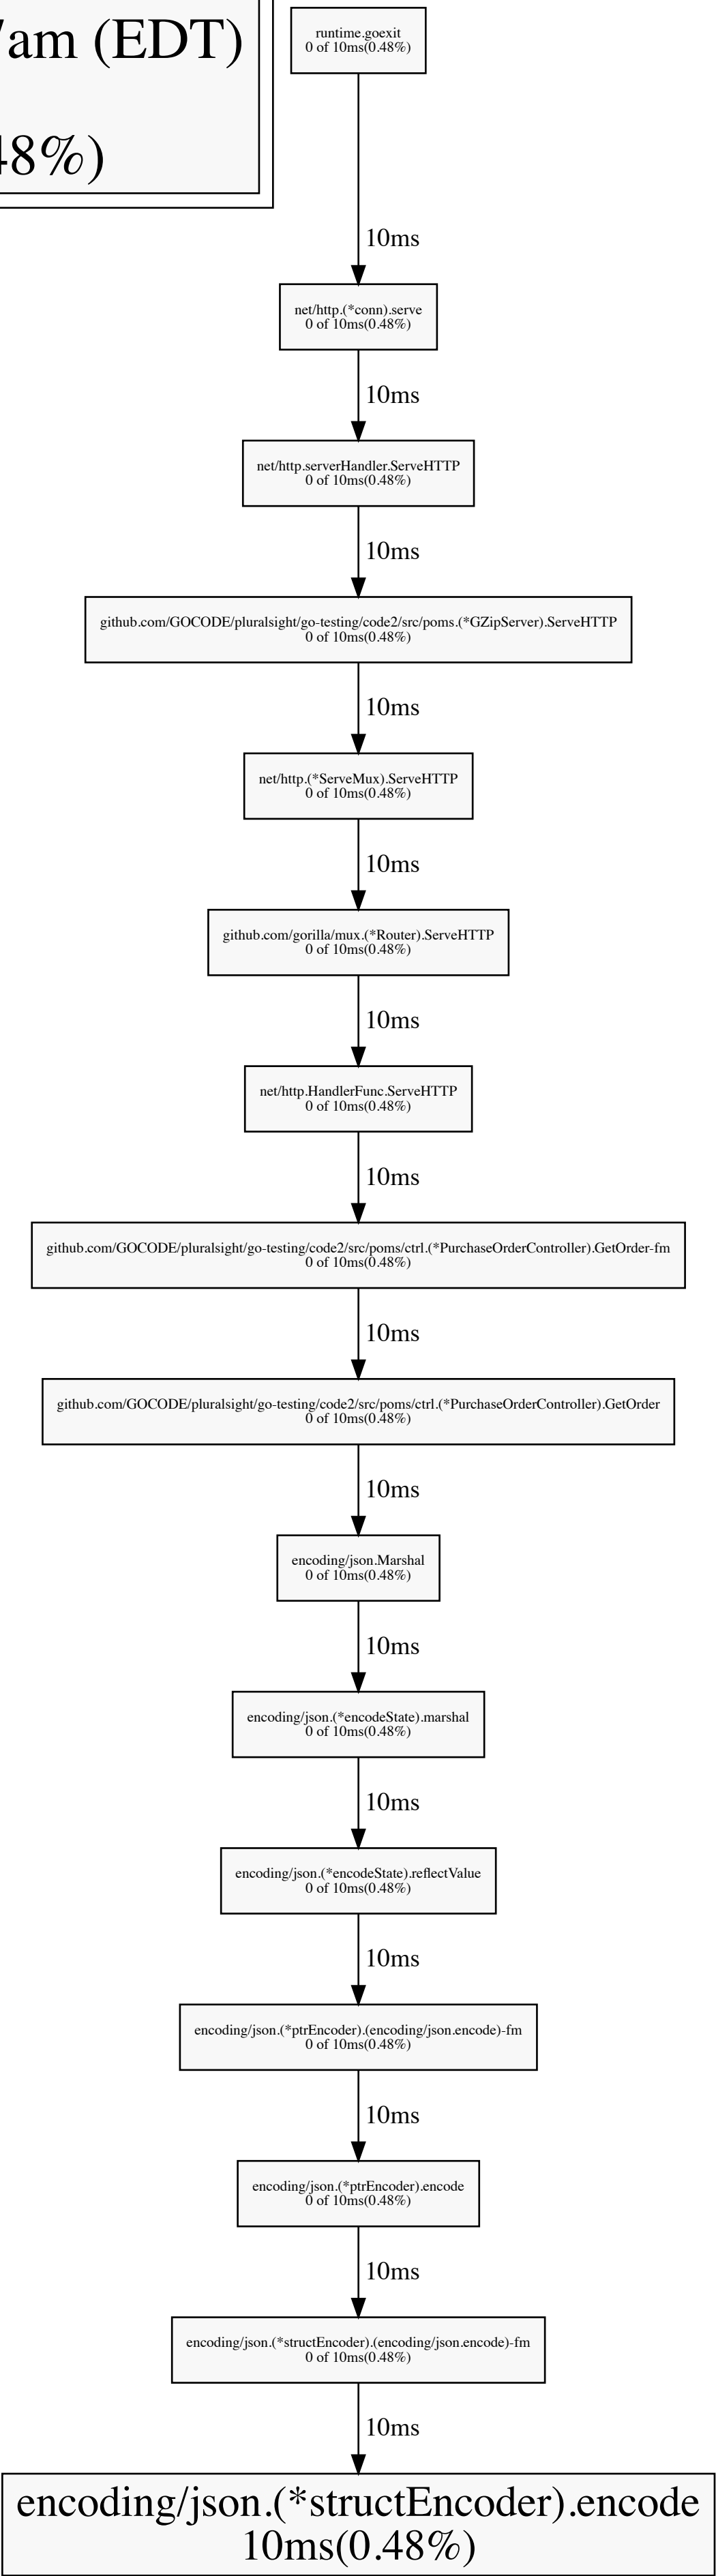 /am (EDT)
48%)
runtime.goexit
0 of 10ms(0.48%)
10ms
net/http.(*conn).serve
0 of 10ms(0.48%)
10ms
net/http.serverHandler.ServeHTTP
0 of 10ms(0.48%)
10ms
github.com/GOCODE/pluralsight/go-testing/code2/src/poms.(*GZipServer).ServeHTTP
0 of 10ms(0.48%)
10ms
net/http.(*ServeMux).ServeHTTP
0 of 10ms(0.48%)
10ms
github.com/gorilla/mux.(*Router).ServeHTTP
0 of 10ms(0.48%)
10ms
net/http.HandlerFunc.ServeHTTP
0 of 10ms(0.48%)
10ms
github.com/GOCODE/pluralsight/go-testing/code2/src/poms/ctrl.(*PurchaseOrderController).GetOrder-fm
0 of 10ms(0.48%)
10ms
github.com/GOCODE/pluralsight/go-testing/code2/src/poms/ctrl.(*PurchaseOrderController).GetOrder
0 of 10ms(0.48%)
10ms
encoding/json.Marshal
0 of 10ms(0.48%)
10ms
encoding/json.(*encodeState).marshal
0 of 10ms(0.48%)
10ms
encoding/json.(*encodeState).reflectValue
0 of 10ms(0.48%)
10ms
encoding/json.(*ptrEncoder).(encoding/json.encode)-fm
0 of 10ms(0.48%)
10ms
encoding/json.(*ptrEncoder).encode
0 of 10ms(0.48%)
10ms
encoding/json.(*structEncoder).(encoding/json.encode)-fm
0 of 10ms(0.48%)
10ms
encoding/json.(*structEncoder).encode
10ms(0.48%)